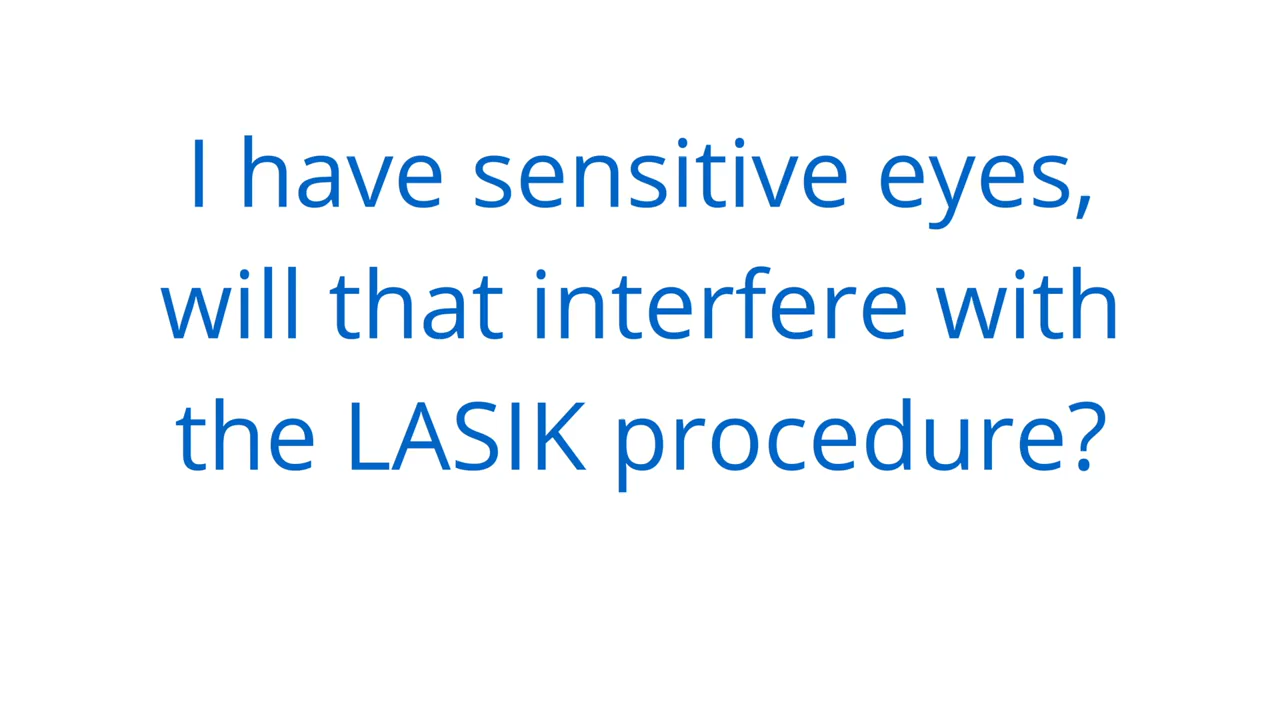 I have sensitive eyes,
will that interfere with
the LASIK procedure?